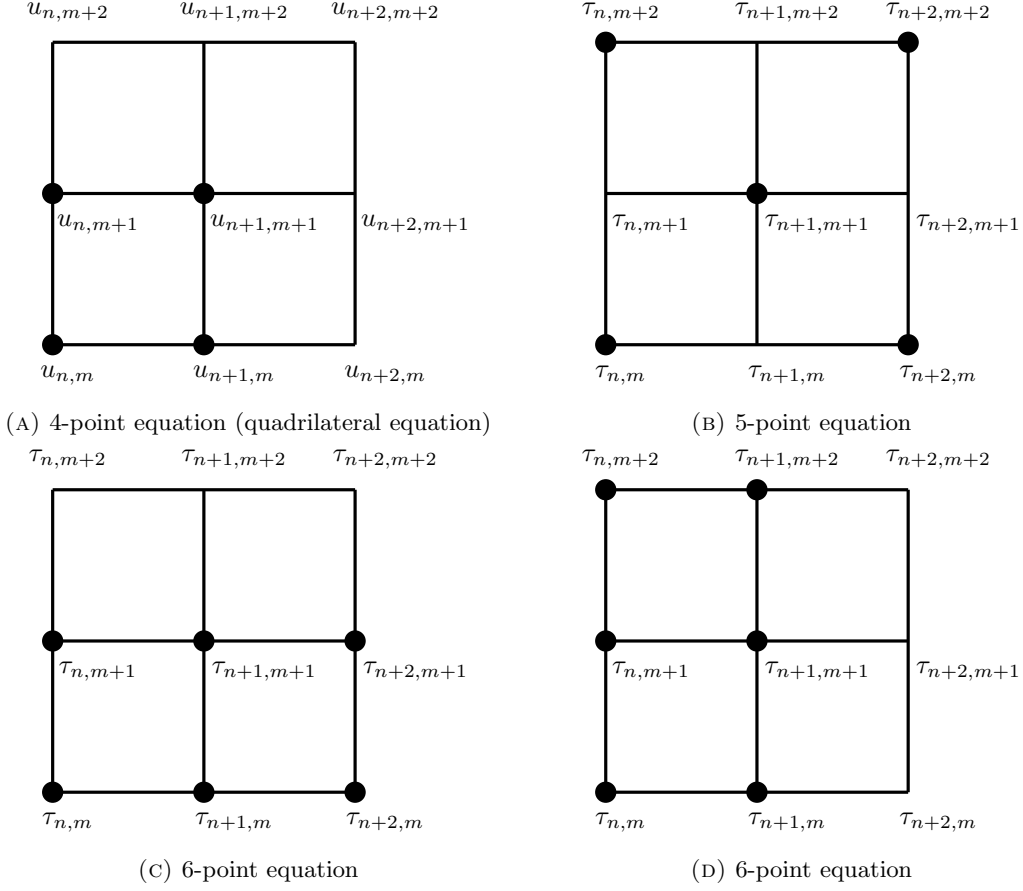 u_{n,m+2} u_{n+1,m+2} u_{n+2,m+2} τ_{n,m+2} τ_{n+1,m+2} τ_{n+2,m+2}
u_{n,m+1} u_{n+1,m+1} u_{n+2,m+1} τ_{n,m+1} τ_{n+1,m+1} τ_{n+2,m+1}
u_{n,m} u_{n+1,m} u_{n+2,m} τ_{n,m} τ_{n+1,m} τ_{n+2,m}
(A) 4-point equation (quadrilateral equation) (B) 5-point equation
τ_{n,m+2} τ_{n+1,m+2} τ_{n+2,m+2} τ_{n,m+2} τ_{n+1,m+2} τ_{n+2,m+2}
τ_{n,m+1} τ_{n+1,m+1} τ_{n+2,m+1} τ_{n,m+1} τ_{n+1,m+1} τ_{n+2,m+1}
τ_{n,m} τ_{n+1,m} τ_{n+2,m} τ_{n,m} τ_{n+1,m} τ_{n+2,m}
(C) 6-point equation (D) 6-point equation